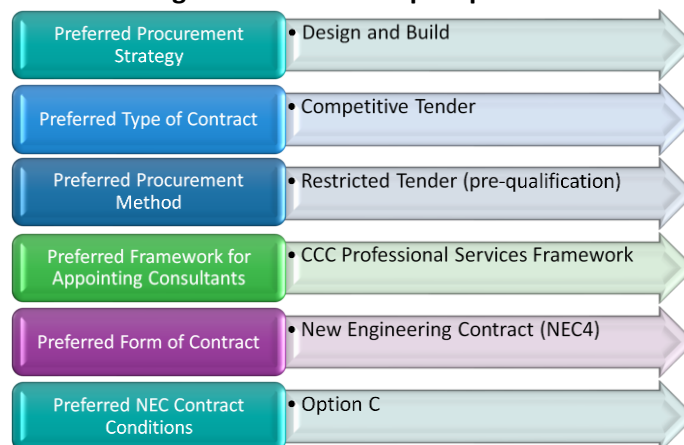 Preferred Procurement
Strategy
• Design and Build
Preferred Type of Contract
• Competitive Tender
Preferred Procurement
Method
• Restricted Tender (pre-qualification)
Preferred Framework for
Appointing Consultants
• CCC Professional Services Framework
Preferred Form of Contract
• New Engineering Contract (NEC4)
Preferred NEC Contract
Conditions
• Option C